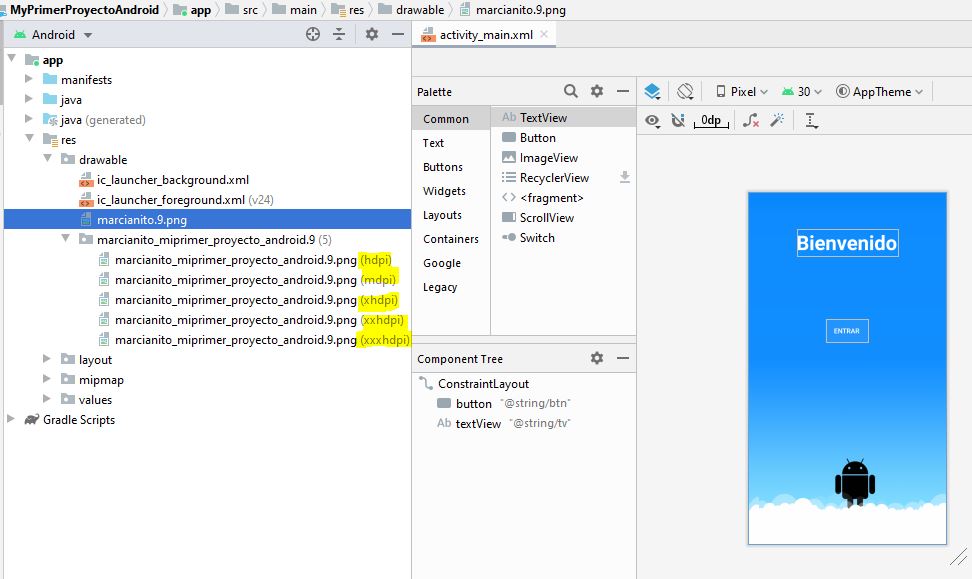 MyPrimerProyectoAndroid app src main res drawable marcianito.9.png
Android
activity_main.xml
app
manifests
java
java (generated)
res
drawable
ic_launcher_background.xml
ic_launcher_foreground.xml (v24)
marcianito.9.png
marcianito_miprimer_proyecto_android.9 (5)
marcianito_miprimer_proyecto_android.9.png (hdpi)
marcianito_miprimer_proyecto_android.9.png (mdpi)
marcianito_miprimer_proyecto_android.9.png (xhdpi)
marcianito_miprimer_proyecto_android.9.png (xxhdpi)
marcianito_miprimer_proyecto_android.9.png (xxxhdpi)
layout
mipmap
values
Gradle Scripts
Palette
Common
Text
Buttons
Widgets
Layouts
Containers
Google
Legacy
Ab TextView
Button
ImageView
RecyclerView
<fragment>
ScrollView
Switch
Component Tree
ConstraintLayout
button "@string/btn"
Ab textView "@string/tv"
Pixel 30 AppTheme
0dp
Bienvenido
ENTRAR